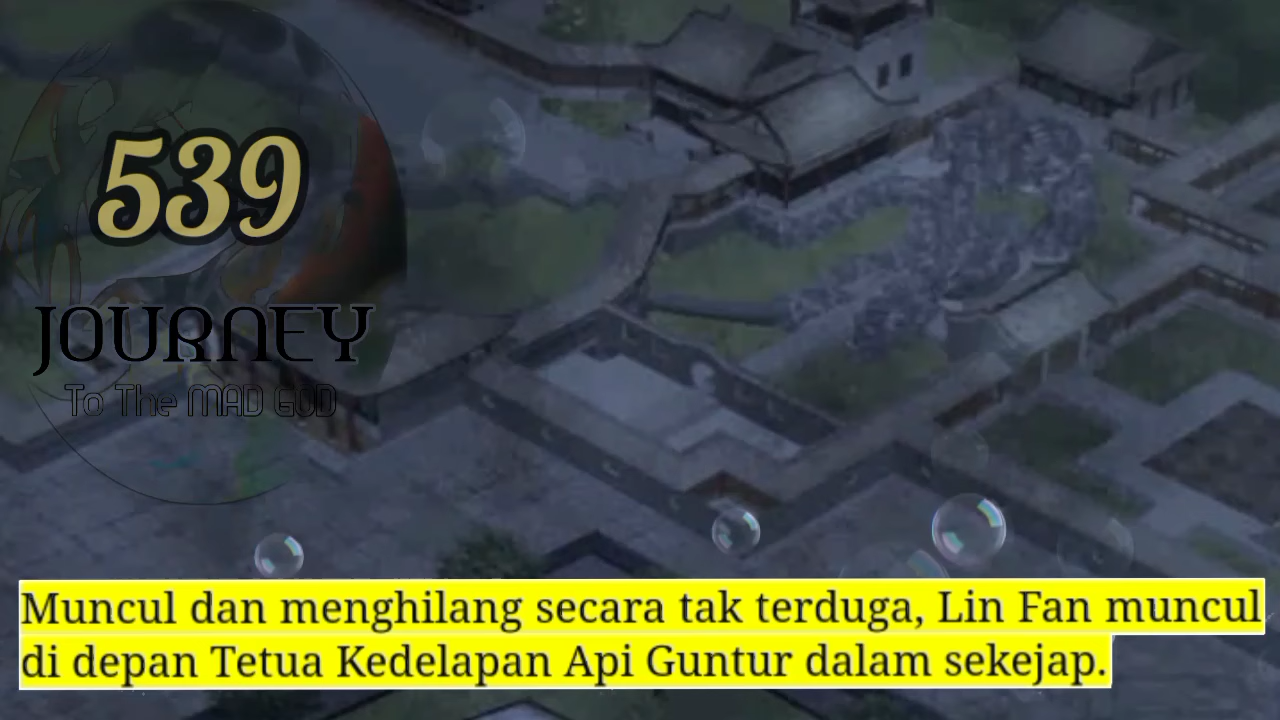 539
JOURNEY
To The MAD GOD
Muncul dan menghilang secara tak terduga, Lin Fan muncul
di depan Tetua Kedelapan Api Guntur dalam sekejap.